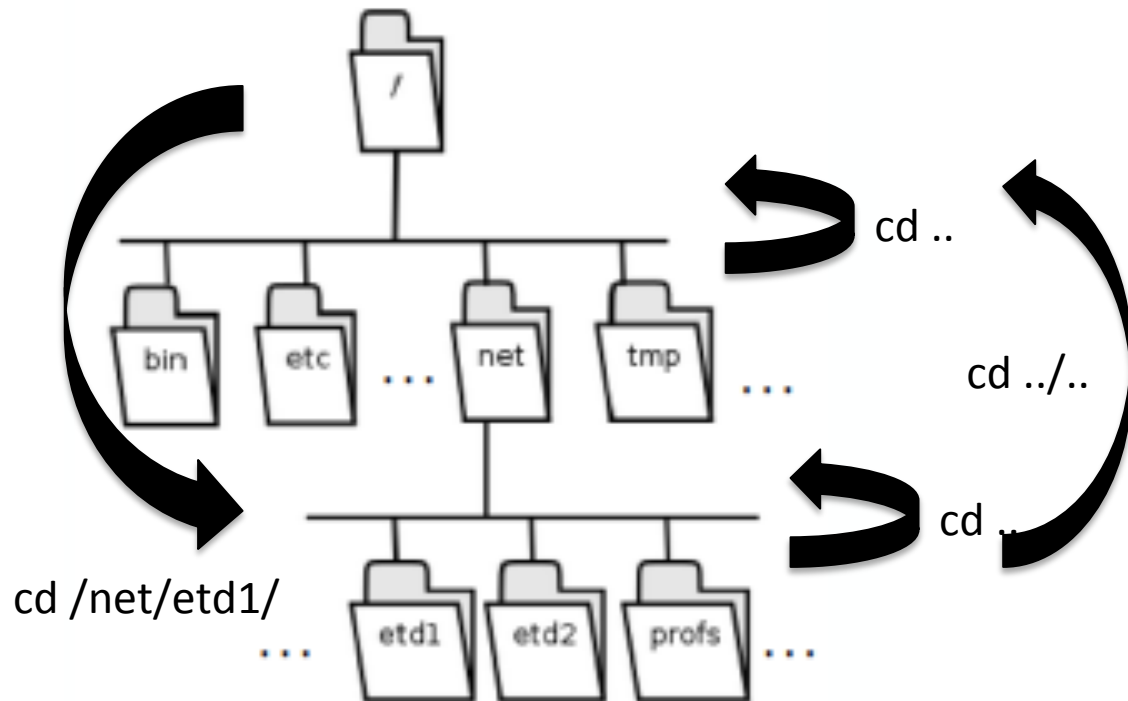 /
cd ..
bin etc ... net tmp ...
cd ../..
cd ..
cd /net/etd1/
... etd1 etd2 profs ...